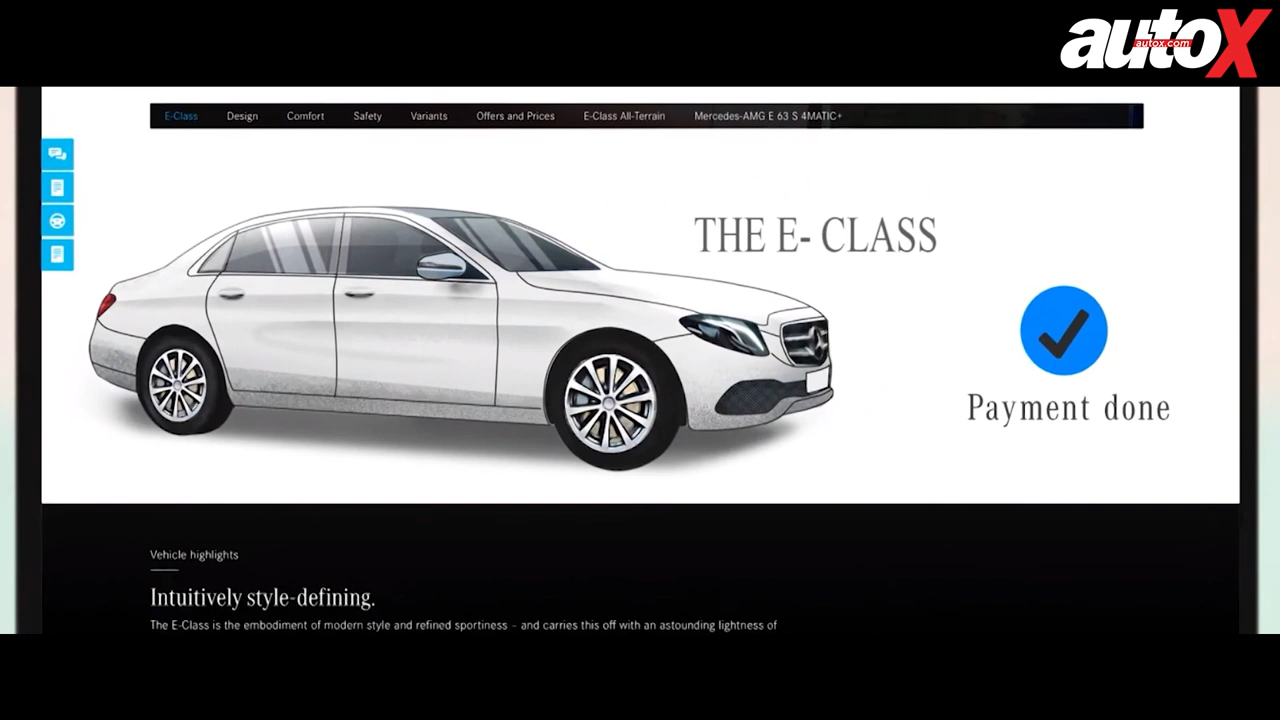 autoX
autox.com
E-Class Design Comfort Safety Variants Offers and Prices E-Class All-Terrain Mercedes-AMG E 63 S 4MATIC+
THE E- CLASS
Payment done
Vehicle highlights
Intuitively style-defining.
The E-Class is the embodiment of modern style and refined sportiness – and carries this off with an astounding lightness of